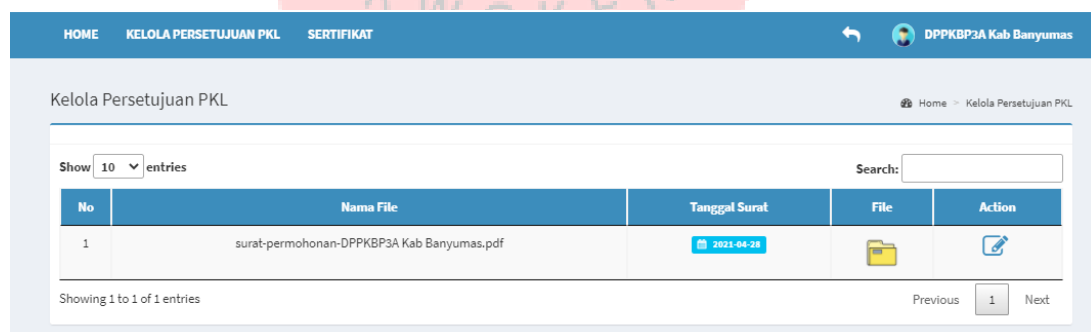 HOME KELOLA PERSETUJUAN PKL SERTIFIKAT DPPKBP3A Kab Banyumas
Kelola Persetujuan PKL Home > Kelola Persetujuan PKL
Show 10 entries Search:
No Nama File Tanggal Surat File Action
1 surat-permohonan-DPPKBP3A Kab Banyumas.pdf 2021-04-28
Showing 1 to 1 of 1 entries Previous 1 Next